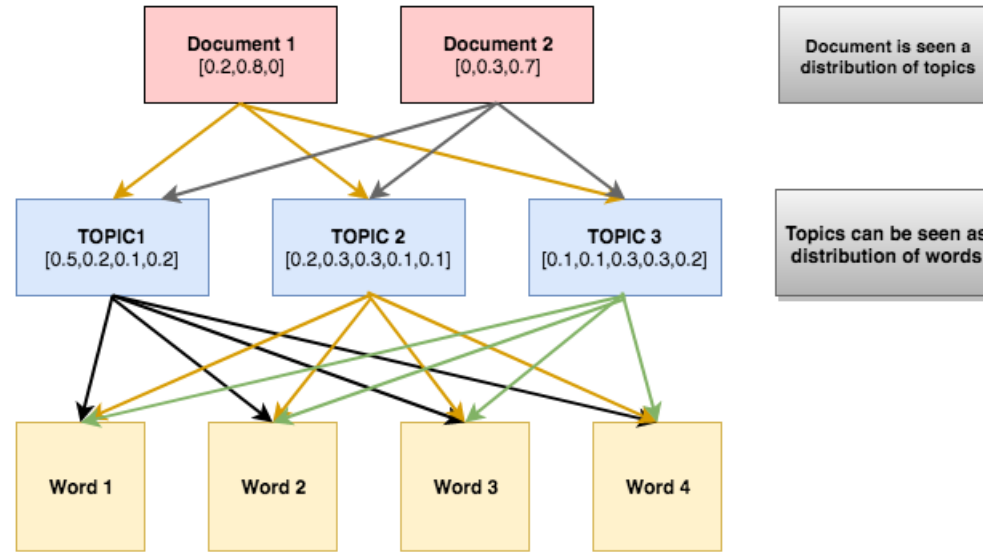 Document 1
[0.2,0.8,0]
Document 2
[0,0.3,0.7]
Document is seen a
distribution of topics
TOPIC1
[0.5,0.2,0.1,0.2]
TOPIC 2
[0.2,0.3,0.3,0.1,0.1]
TOPIC 3
[0.1,0.1,0.3,0.3,0.2]
Topics can be seen as
distribution of words
Word 1
Word 2
Word 3
Word 4